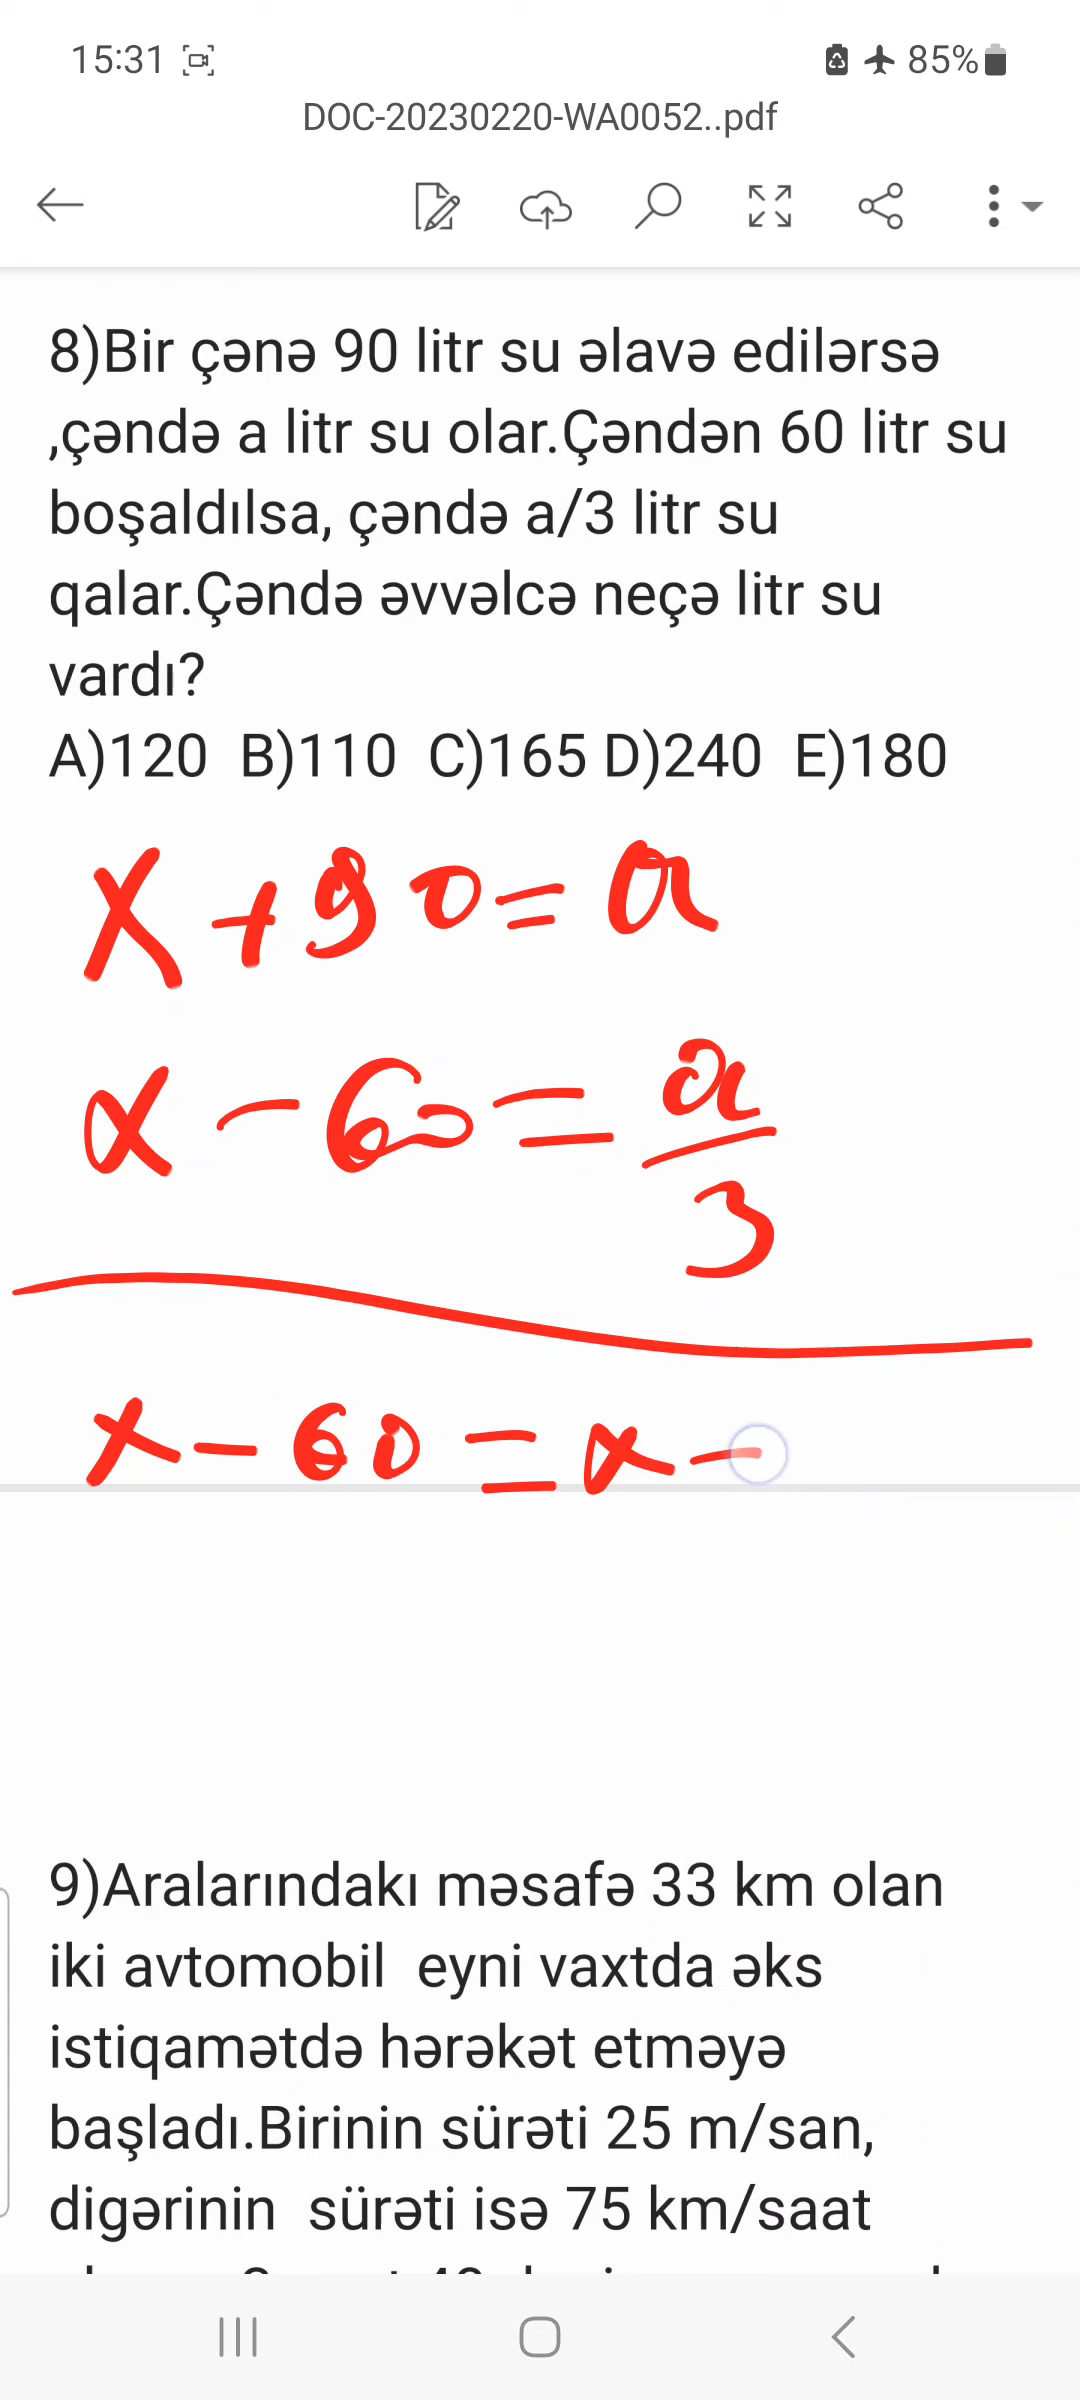 15:31 85%
DOC-20230220-WA0052..pdf
8)Bir çənə 90 litr su əlavə edilərsə
,çəndə a litr su olar.Çəndən 60 litr su
boşaldılsa, çəndə a/3 litr su
qalar.Çəndə əvvəlcə neçə litr su
vardı?
A)120 B)110 C)165 D)240 E)180
x+90=a
x-60=a/3
x-60=x-
9)Aralarındakı məsafə 33 km olan
iki avtomobil eyni vaxtda əks
istiqamətdə hərəkət etməyə
başladı.Birinin sürəti 25 m/san,
digərinin sürəti isə 75 km/saat